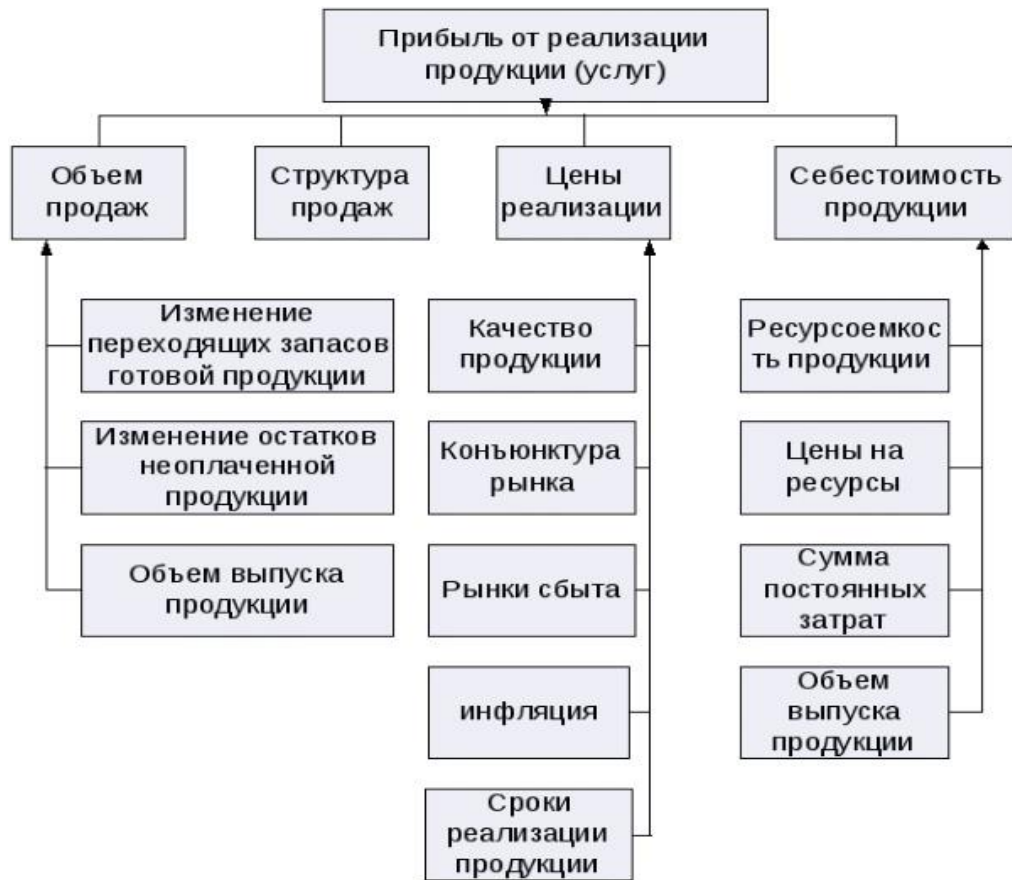 Прибыль от реализации
продукции (услуг)
Объем
продаж
Структура
продаж
Цены
реализации
Себестоимость
продукции
Изменение
переходящих запасов
готовой продукции
Изменение остатков
неоплаченной
продукции
Объем выпуска
продукции
Качество
продукции
Конъюнктура
рынка
Рынки сбыта
инфляция
Сроки
реализации
продукции
Ресурсоемкос
ть продукции
Цены на
ресурсы
Сумма
постоянных
затрат
Объем
выпуска
продукции